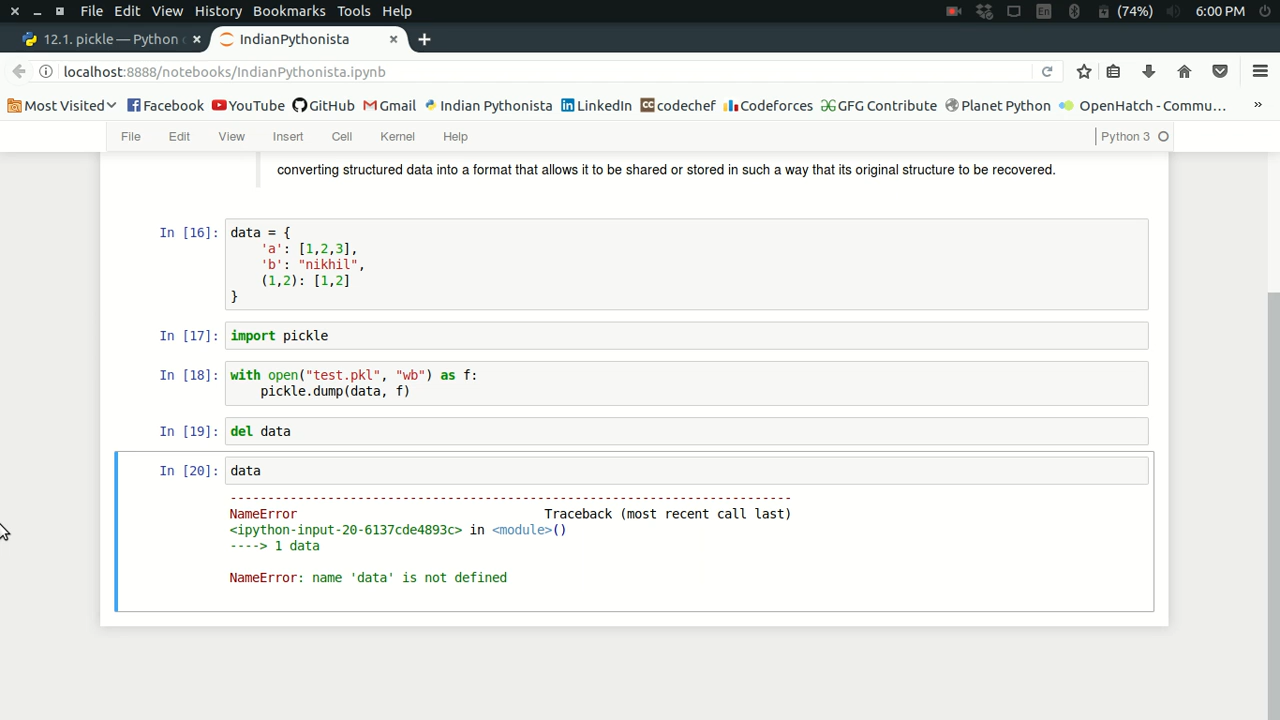 File Edit View History Bookmarks Tools Help En (74%) 6:00 PM
12.1. pickle — Python IndianPythonista
localhost:8888/notebooks/IndianPythonista.ipynb
Most Visited Facebook YouTube GitHub Gmail Indian Pythonista LinkedIn codechef Codeforces GFG Contribute Planet Python OpenHatch - Commu... »
File Edit View Insert Cell Kernel Help Python 3
converting structured data into a format that allows it to be shared or stored in such a way that its original structure to be recovered.
In [16]: data = {
'a': [1,2,3],
'b': "nikhil",
(1,2): [1,2]
}
In [17]: import pickle
In [18]: with open("test.pkl", "wb") as f:
pickle.dump(data, f)
In [19]: del data
In [20]: data
---------------------------------------------------------------------------
NameError Traceback (most recent call last)
<ipython-input-20-6137cde4893c> in <module>()
----> 1 data
NameError: name 'data' is not defined